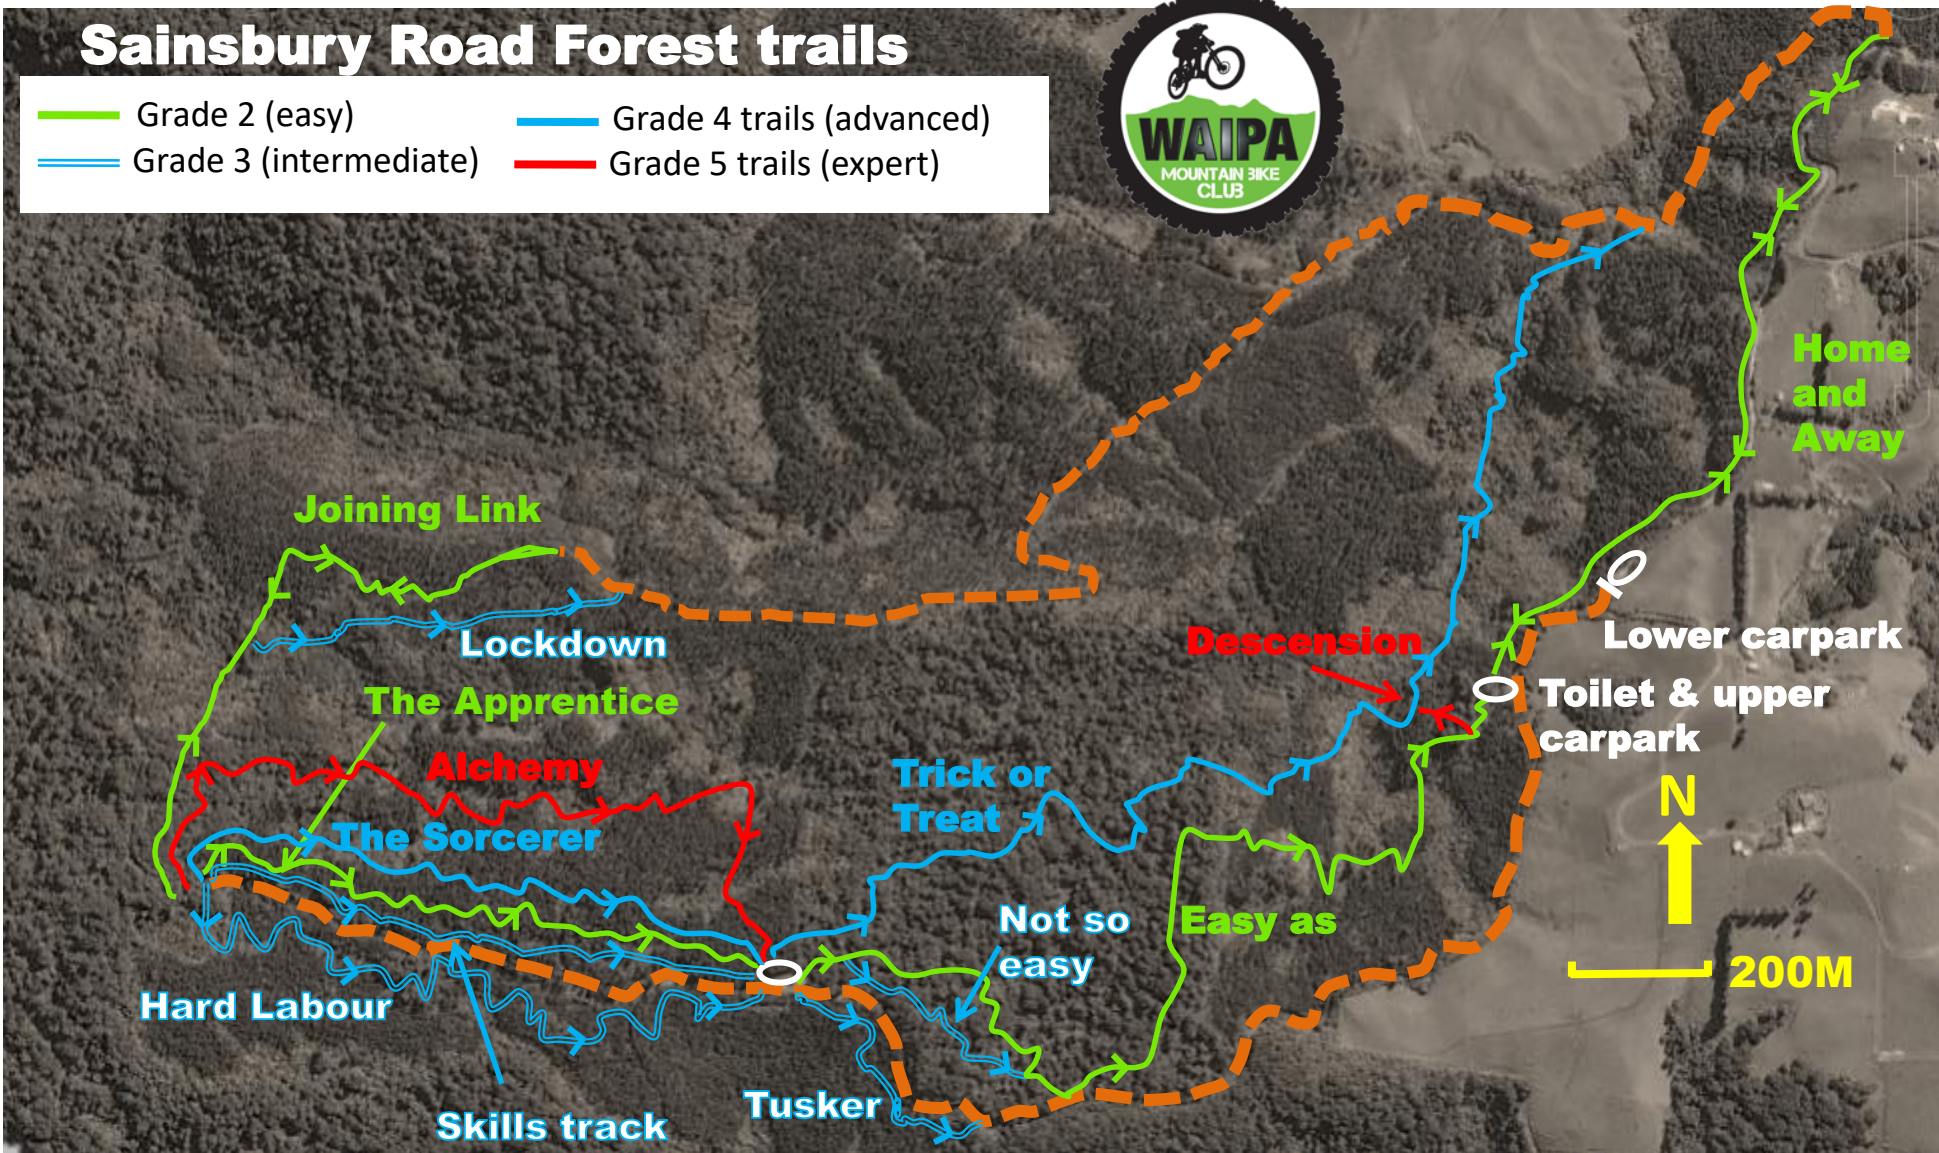 Sainsbury Road Forest trails
Grade 2 (easy)
Grade 4 trails (advanced)
Grade 3 (intermediate)
Grade 5 trails (expert)
WAIPA
MOUNTAIN BIKE
CLUB
Home
and
Away
Joining Link
Lockdown
Descension
Lower carpark
The Apprentice
Toilet & upper
carpark
Alchemy
Trick or
Treat
N
The Sorcerer
Not so
easy
Easy as
200M
Hard Labour
Tusker
Skills track